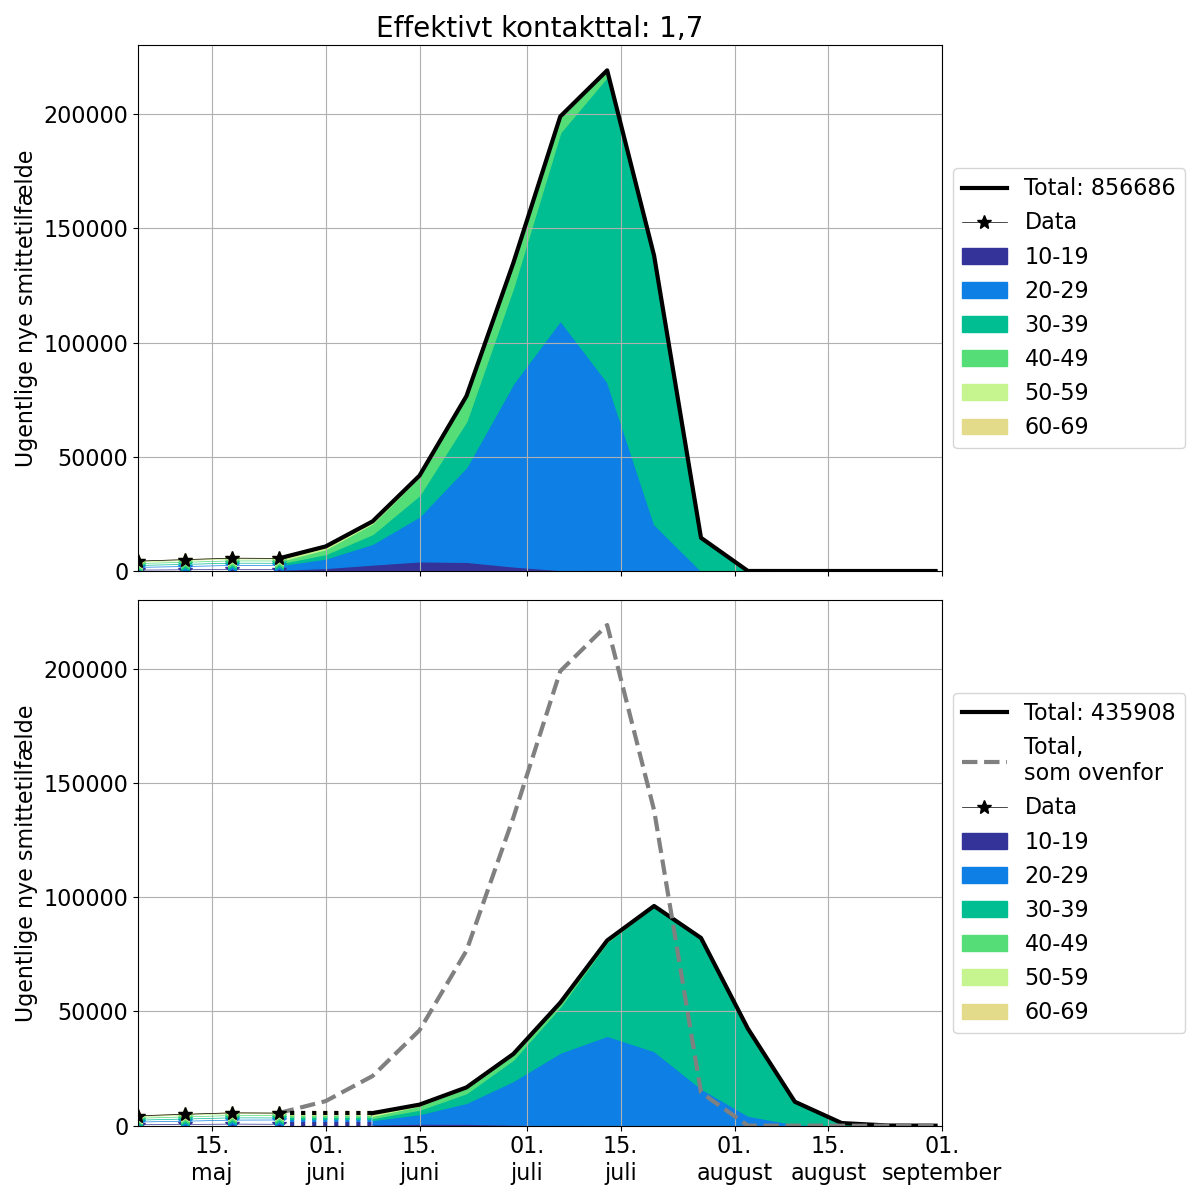 Effektivt kontakttal: 1,7
Ugentlige nye smittetilfælde
200000
150000
100000
50000
0
Total: 856686
Data
10-19
20-29
30-39
40-49
50-59
60-69
Ugentlige nye smittetilfælde
200000
150000
100000
50000
0
Total: 435908
Total,
som ovenfor
Data
10-19
20-29
30-39
40-49
50-59
60-69
15.
maj
01.
juni
15.
juni
01.
juli
15.
juli
01.
august
15.
august
01.
september